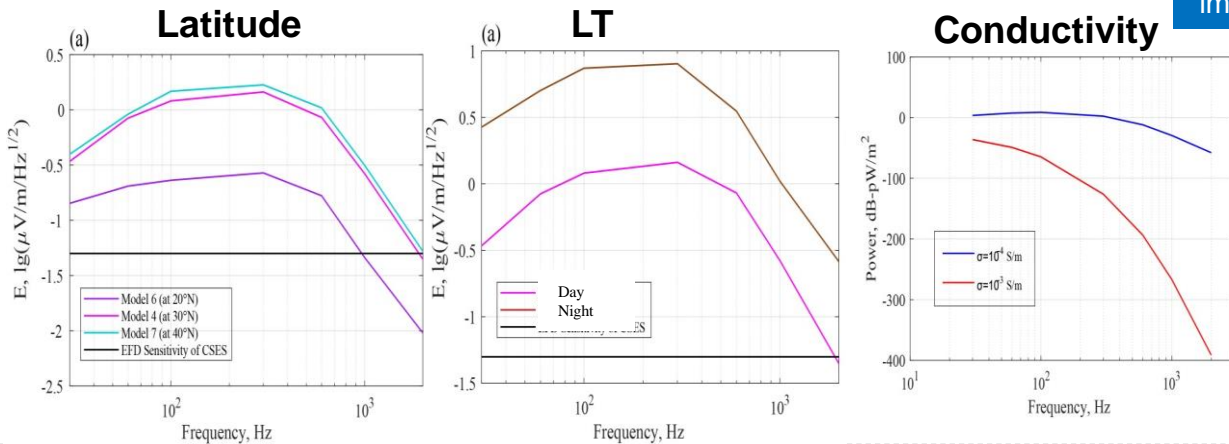 Latitude
LT
Conductivity
im
(a)
0.5
0
-0.5
-1
-1.5
-2
-2.5
E, lg(μV/m/Hz^1/2)
10^2
10^3
Frequency, Hz
Model 6 (at 20°N)
Model 4 (at 30°N)
Model 7 (at 40°N)
EFD Sensitivity of CSES
(a)
1
0.5
0
-0.5
-1
-1.5
E, lg(μV/m/Hz^1/2)
10^2
10^3
Frequency, Hz
Day
Night
100
0
-100
-200
-300
-400
Power, dB-pW/m^2
10^1
10^2
10^3
Frequency, Hz
σ=10^-4 S/m
σ=10^-3 S/m